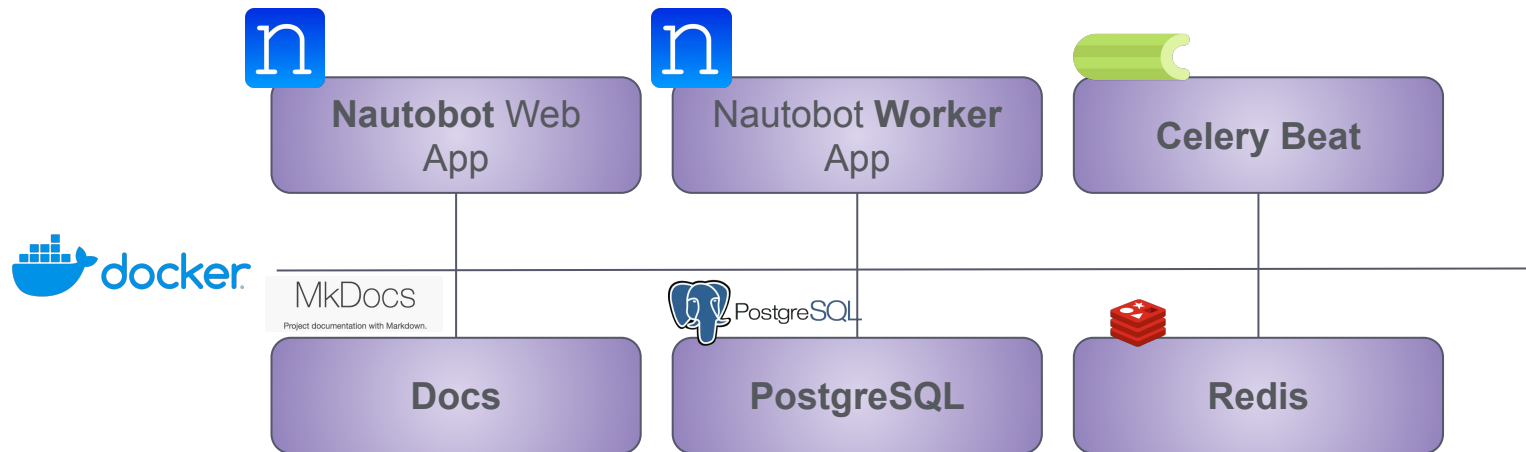 n
n
Nautobot Web
App
Nautobot Worker
App
Celery Beat
docker
MkDocs
Project documentation with Markdown.
PostgreSQL
Docs
PostgreSQL
Redis